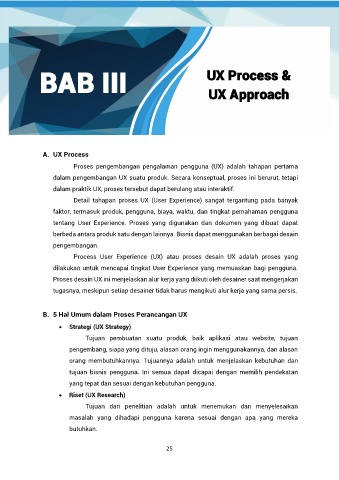 BAB III
UX Process &
UX Approach
A. UX Process
Proses pengembangan pengalaman pengguna (UX) adalah tahapan pertama
dalam pengembangan UX suatu produk. Secara konseptual, proses ini berurut, tetapi
dalam praktik UX, proses tersebut dapat berulang atau interaktif.
Detail tahapan proses UX (User Experience) sangat tergantung pada banyak
faktor, termasuk produk, pengguna, biaya, waktu, dan tingkat pemahaman pengguna
tentang User Experience. Proses yang digunakan dan dokumen yang dibuat dapat
berbeda antara produk satu dengan lainnya. Bisnis dapat menggunakan berbagai desain
pengembangan.
Process User Experience (UX) atau proses desain UX adalah proses yang
dilakukan untuk mencapai tingkat User Experience yang memuaskan bagi pengguna.
Proses desain UX ini menjelaskan alur kerja yang diikuti oleh desainer saat mengerjakan
tugasnya, meskipun setiap desainer tidak harus mengikuti alur kerja yang sama persis.
B. 5 Hal Umum dalam Proses Perancangan UX
• Strategi (UX Strategy)
Tujuan pembuatan suatu produk, baik aplikasi atau website, tujuan
pengembang, siapa yang dituju, alasan orang ingin menggunakannya, dan alasan
orang membutuhkannya. Tujuannya adalah untuk menjelaskan kebutuhan dan
tujuan bisnis pengguna. Ini semua dapat dicapai dengan memilih pendekatan
yang tepat dan sesuai dengan kebutuhan pengguna.
• Riset (UX Research)
Tujuan dari penelitian adalah untuk menemukan dan menyelesaikan
masalah yang dihadapi pengguna karena sesuai dengan apa yang mereka
butuhkan.
25